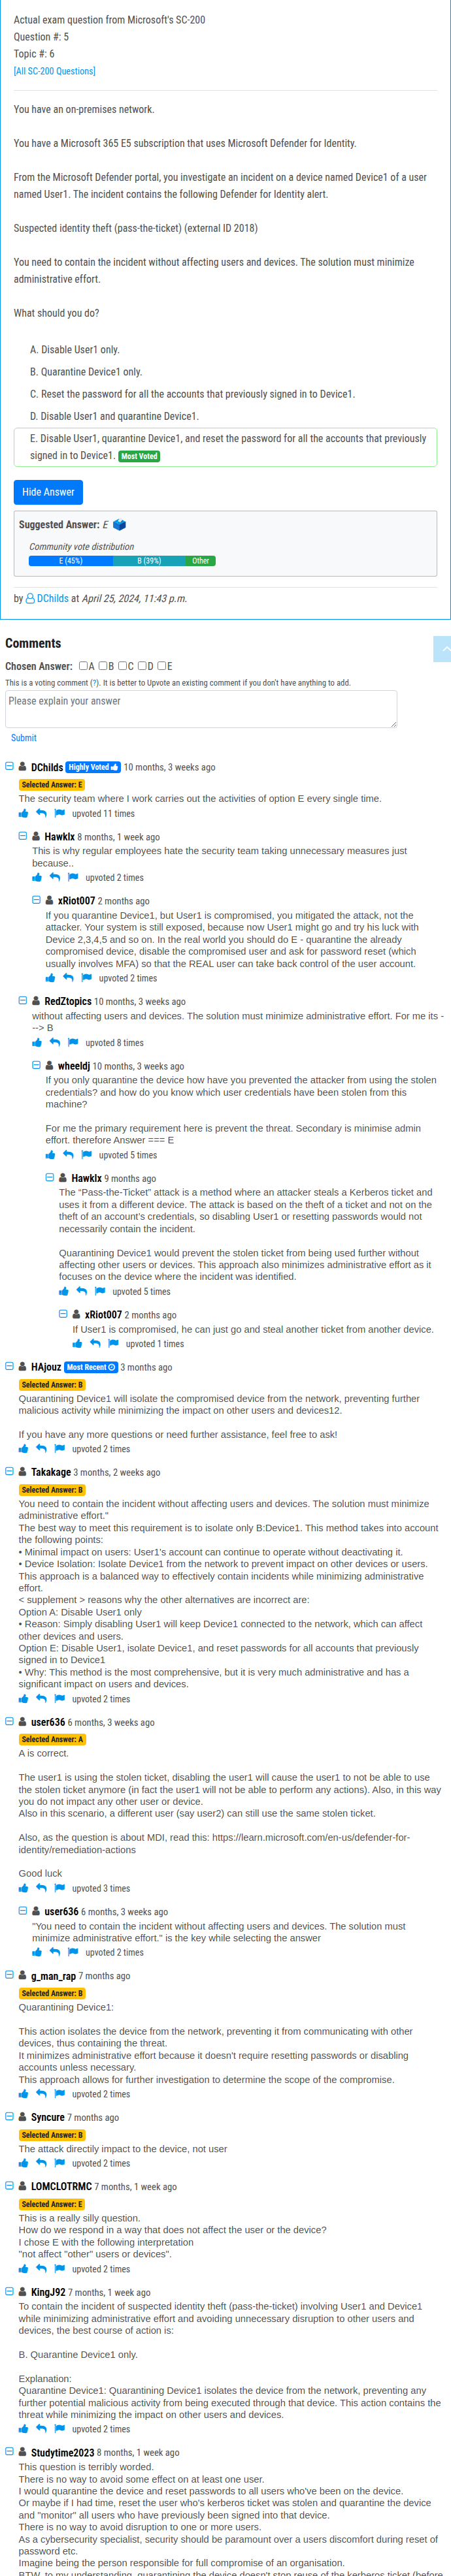 Actual exam question from Microsoft's SC-200
Question #: 5
Topic #: 6
[All SC-200 Questions]
You have an on-premises network.
You have a Microsoft 365 E5 subscription that uses Microsoft Defender for Identity.
From the Microsoft Defender portal, you investigate an incident on a device named Device1 of a user
named User1. The incident contains the following Defender for Identity alert.
Suspected identity theft (pass-the-ticket) (external ID 2018)
You need to contain the incident without affecting users and devices. The solution must minimize
administrative effort.
What should you do?
A. Disable User1 only.
B. Quarantine Device1 only.
C. Reset the password for all the accounts that previously signed in to Device1.
D. Disable User1 and quarantine Device1.
E. Disable User1, quarantine Device1, and reset the password for all the accounts that previously
signed in to Device1. Most Voted
Hide Answer
Suggested Answer: E
Community vote distribution
E (45%) B (39%) Other
by DChilds at April 25, 2024, 11:43 p.m.
Comments
Chosen Answer: A B C D E
This is a voting comment (?). It is better to Upvote an existing comment if you don't have anything to add.
Please explain your answer
Submit
DChilds Highly Voted 10 months, 3 weeks ago
Selected Answer: E
The security team where I work carries out the activities of option E every single time.
upvoted 11 times
Hawklx 8 months, 1 week ago
This is why regular employees hate the security team taking unnecessary measures just
because..
upvoted 2 times
xRiot007 2 months ago
If you quarantine Device1, but User1 is compromised, you mitigated the attack, not the
attacker. Your system is still exposed, because now User1 might go and try his luck with
Device 2,3,4,5 and so on. In the real world you should do E - quarantine the already
compromised device, disable the compromised user and ask for password reset (which
usually involves MFA) so that the REAL user can take back control of the user account.
upvoted 2 times
RedZtopics 10 months, 3 weeks ago
without affecting users and devices. The solution must minimize administrative effort. For me its -
--> B
upvoted 8 times
wheeldj 10 months, 3 weeks ago
If you only quarantine the device how have you prevented the attacker from using the stolen
credentials? and how do you know which user credentials have been stolen from this
machine?
For me the primary requirement here is prevent the threat. Secondary is minimise admin
effort. therefore Answer === E
upvoted 5 times
Hawklx 9 months ago
The “Pass-the-Ticket” attack is a method where an attacker steals a Kerberos ticket and
uses it from a different device. The attack is based on the theft of a ticket and not on the
theft of an account's credentials, so disabling User1 or resetting passwords would not
necessarily contain the incident.
Quarantining Device1 would prevent the stolen ticket from being used further without
affecting other users or devices. This approach also minimizes administrative effort as it
focuses on the device where the incident was identified.
upvoted 5 times
xRiot007 2 months ago
If User1 is compromised, he can just go and steal another ticket from another device.
upvoted 1 times
HAjouz Most Recent 3 months ago
Selected Answer: B
Quarantining Device1 will isolate the compromised device from the network, preventing further
malicious activity while minimizing the impact on other users and devices12.
If you have any more questions or need further assistance, feel free to ask!
upvoted 2 times
Takakage 3 months, 2 weeks ago
Selected Answer: B
You need to contain the incident without affecting users and devices. The solution must minimize
administrative effort."
The best way to meet this requirement is to isolate only B:Device1. This method takes into account
the following points:
• Minimal impact on users: User1's account can continue to operate without deactivating it.
• Device Isolation: Isolate Device1 from the network to prevent impact on other devices or users.
This approach is a balanced way to effectively contain incidents while minimizing administrative
effort.
< supplement > reasons why the other alternatives are incorrect are:
Option A: Disable User1 only
• Reason: Simply disabling User1 will keep Device1 connected to the network, which can affect
other devices and users.
Option E: Disable User1, isolate Device1, and reset passwords for all accounts that previously
signed in to Device1
• Why: This method is the most comprehensive, but it is very much administrative and has a
significant impact on users and devices.
upvoted 2 times
user636 6 months, 3 weeks ago
Selected Answer: A
A is correct.
The user1 is using the stolen ticket, disabling the user1 will cause the user1 to not be able to use
the stolen ticket anymore (in fact the user1 will not be able to perform any actions). Also, in this way
you do not impact any other user or device.
Also in this scenario, a different user (say user2) can still use the same stolen ticket.
Also, as the question is about MDI, read this: https://learn.microsoft.com/en-us/defender-for-
identity/remediation-actions
Good luck
upvoted 3 times
user636 6 months, 3 weeks ago
"You need to contain the incident without affecting users and devices. The solution must
minimize administrative effort." is the key while selecting the answer
upvoted 2 times
g_man_rap 7 months ago
Selected Answer: B
Quarantining Device1:
This action isolates the device from the network, preventing it from communicating with other
devices, thus containing the threat.
It minimizes administrative effort because it doesn't require resetting passwords or disabling
accounts unless necessary.
This approach allows for further investigation to determine the scope of the compromise.
upvoted 2 times
Syncure 7 months ago
Selected Answer: B
The attack directily impact to the device, not user
upvoted 2 times
LOMCLOTRMC 7 months, 1 week ago
Selected Answer: E
This is a really silly question.
How do we respond in a way that does not affect the user or the device?
I chose E with the following interpretation
"not affect "other" users or devices".
upvoted 2 times
KingJ92 7 months, 1 week ago
To contain the incident of suspected identity theft (pass-the-ticket) involving User1 and Device1
while minimizing administrative effort and avoiding unnecessary disruption to other users and
devices, the best course of action is:
B. Quarantine Device1 only.
Explanation:
Quarantine Device1: Quarantining Device1 isolates the device from the network, preventing any
further potential malicious activity from being executed through that device. This action contains the
threat while minimizing the impact on other users and devices.
upvoted 2 times
Studytime2023 8 months, 1 week ago
This question is terribly worded.
There is no way to avoid some effect on at least one user.
I would quarantine the device and reset passwords to all users who've been on the device.
Or maybe if I had time, reset the user who's kerberos ticket was stolen and quarantine the device
and "monitor" all users who have previously been signed into that device.
There is no way to avoid disruption to one or more users.
As a cybersecurity specialist, security should be paramount over a users discomfort during reset of
password etc.
Imagine being the person responsible for full compromise of an organisation.
BTW, to my understanding, quarantining the device doesn't stop reuse of the kerberos ticket (before